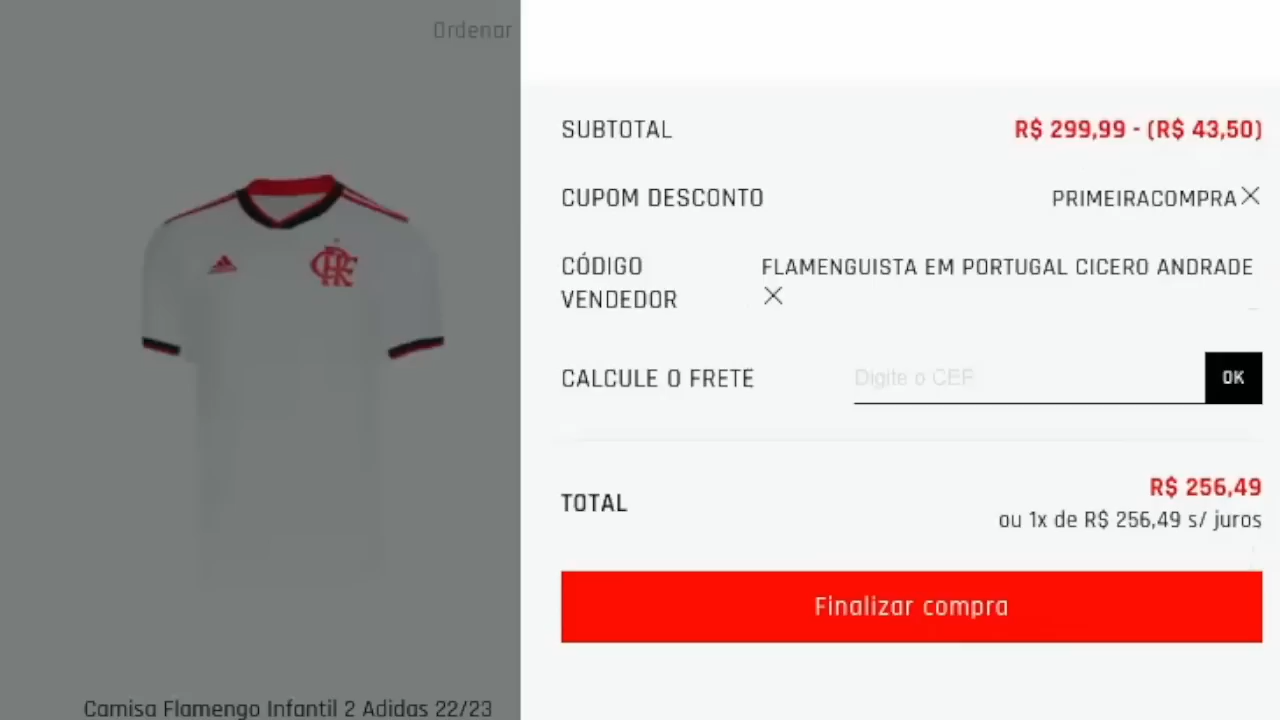 Ordenar
SUBTOTAL R$ 299,99 - (R$ 43,50)
CUPOM DESCONTO PRIMEIRACOMPRA
CÓDIGO VENDEDOR
FLAMENGUISTA EM PORTUGAL CICERO ANDRADE
CALCULE O FRETE Digite o CEP OK
TOTAL R$ 256,49
ou 1x de R$ 256,49 s/ juros
Finalizar compra
Camisa Flamengo Infantil 2 Adidas 22/23